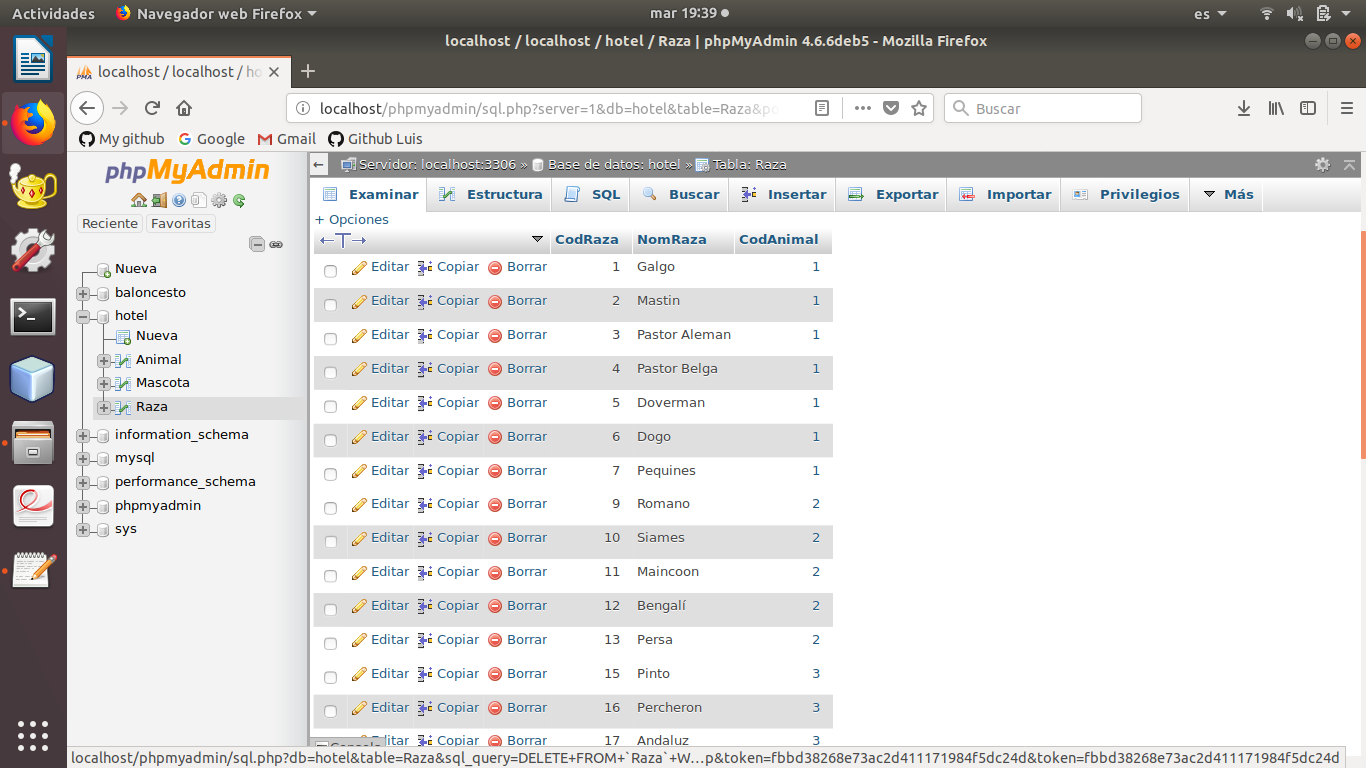 Actividades Navegador web Firefox mar 19:39 es
localhost / localhost / hotel / Raza | phpMyAdmin 4.6.6deb5 - Mozilla Firefox
localhost / localhost / ho
localhost/phpmyadmin/sql.php?server=1&db=hotel&table=Raza&po Buscar
My github Google Gmail Github Luis
phpMyAdmin
Reciente Favoritas
Nueva
baloncesto
hotel
Nueva
Animal
Mascota
Raza
information_schema
mysql
performance_schema
phpmyadmin
sys
Servidor: localhost:3306 » Base de datos: hotel » Tabla: Raza
Examinar Estructura SQL Buscar Insertar Exportar Importar Privilegios Más
+ Opciones
←T→ CodRaza NomRaza CodAnimal
Editar Copiar Borrar 1 Galgo 1
Editar Copiar Borrar 2 Mastin 1
Editar Copiar Borrar 3 Pastor Aleman 1
Editar Copiar Borrar 4 Pastor Belga 1
Editar Copiar Borrar 5 Doverman 1
Editar Copiar Borrar 6 Dogo 1
Editar Copiar Borrar 7 Pequines 1
Editar Copiar Borrar 9 Romano 2
Editar Copiar Borrar 10 Siames 2
Editar Copiar Borrar 11 Maincoon 2
Editar Copiar Borrar 12 Bengalí 2
Editar Copiar Borrar 13 Persa 2
Editar Copiar Borrar 15 Pinto 3
Editar Copiar Borrar 16 Percheron 3
Editar Copiar Borrar 17 Andaluz 3
Consola
localhost/phpmyadmin/sql.php?db=hotel&table=Raza&sql_query=DELETE+FROM+`Raza`+W…p&token=fbbd38268e73ac2d411171984f5dc24d&token=fbbd38268e73ac2d411171984f5dc24d